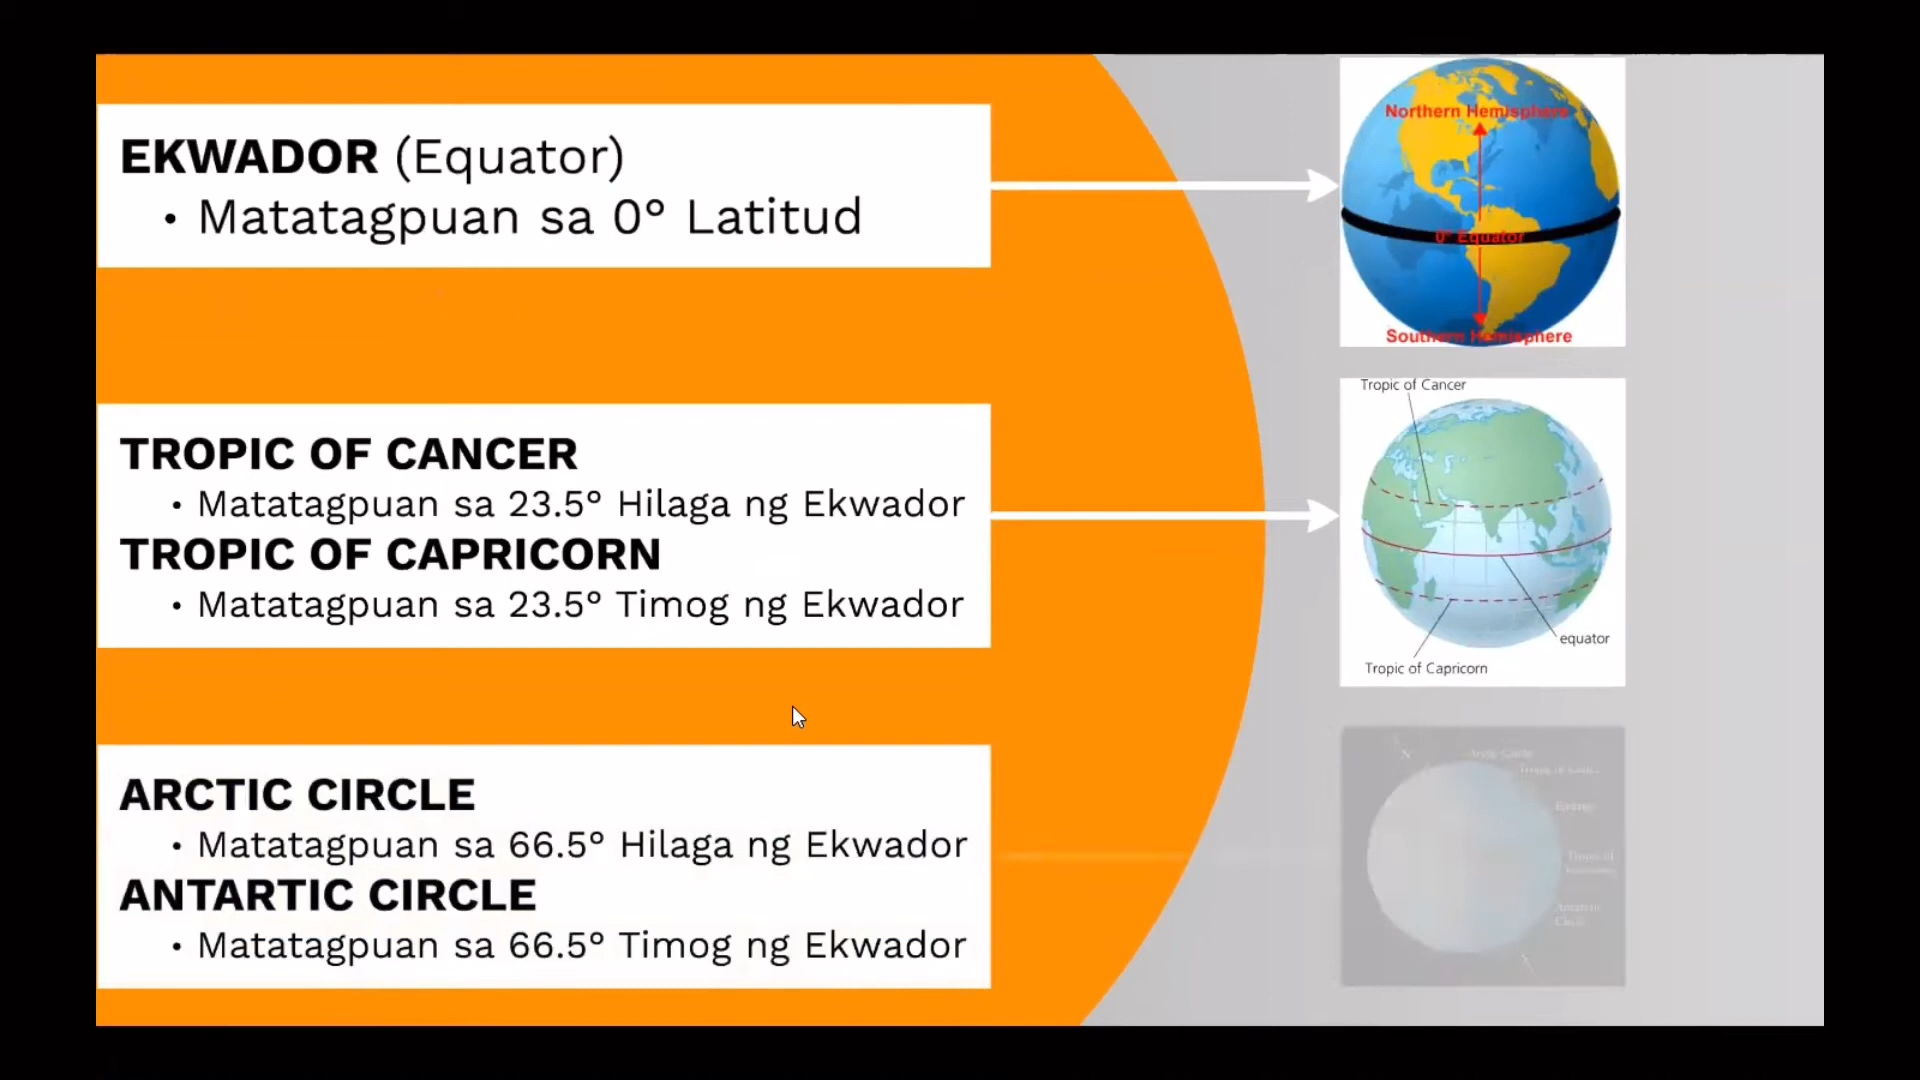 EKWADOR (Equator)
• Matatagpuan sa 0° Latitud
Northern Hemisphere
0° Equator
Southern Hemisphere
TROPIC OF CANCER
• Matatagpuan sa 23.5° Hilaga ng Ekwador
TROPIC OF CAPRICORN
• Matatagpuan sa 23.5° Timog ng Ekwador
Tropic of Cancer
equator
Tropic of Capricorn
ARCTIC CIRCLE
• Matatagpuan sa 66.5° Hilaga ng Ekwador
ANTARTIC CIRCLE
• Matatagpuan sa 66.5° Timog ng Ekwador
N
Arctic Circle